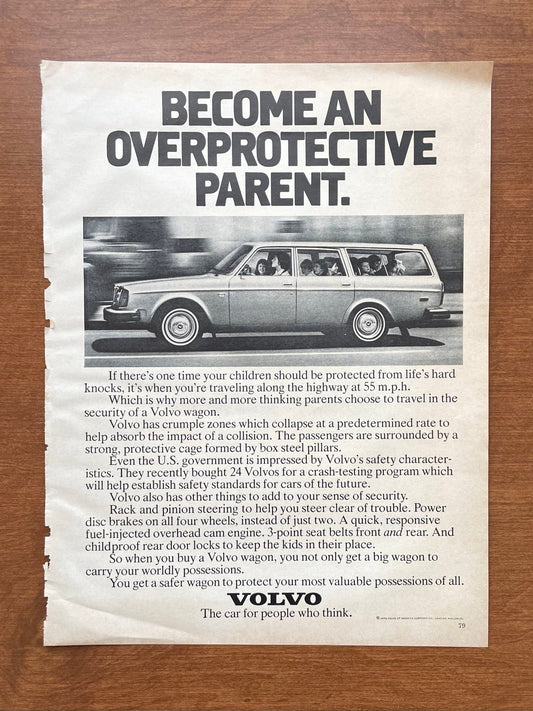 BECOME AN
OVERPROTECTIVE
PARENT.
If there's one time your children should be protected from life's hard
knocks, it's when you're traveling along the highway at 55 m.p.h.
Which is why more and more thinking parents choose to travel in the
security of a Volvo wagon.
Volvo has crumple zones which collapse at a predetermined rate to
help absorb the impact of a collision. The passengers are surrounded by a
strong, protective cage formed by box steel pillars.
Even the U.S. government is impressed by Volvo's safety character-
istics. They recently bought 24 Volvos for a crash-testing program which
will help establish safety standards for cars of the future.
Volvo also has other things to add to your sense of security.
Rack and pinion steering to help you steer clear of trouble. Power
disc brakes on all four wheels, instead of just two. A quick, responsive
fuel-injected overhead cam engine. 3-point seat belts front and rear. And
childproof rear door locks to keep the kids in their place.
So when you buy a Volvo wagon, you not only get a big wagon to
carry your worldly possessions.
You get a safer wagon to protect your most valuable possessions of all.
VOLVO
The car for people who think.
79